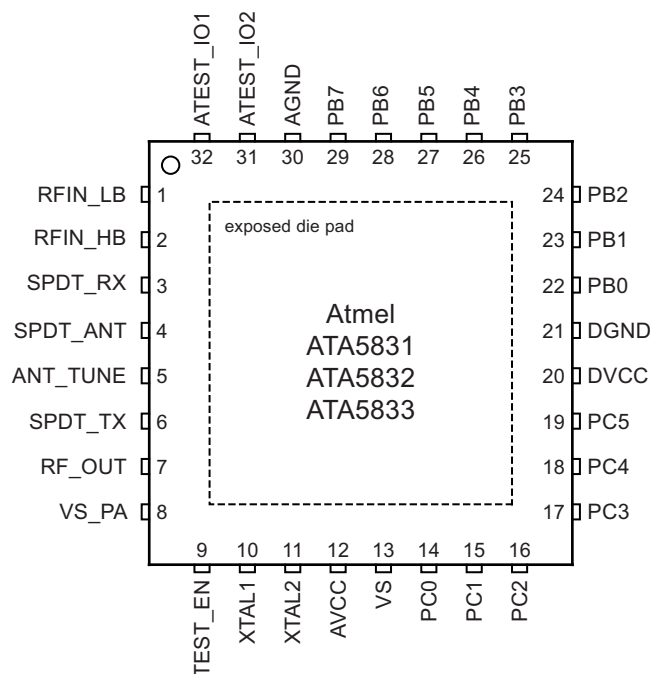 ATEST_IO1
ATEST_IO2
AGND
PB7
PB6
PB5
PB4
PB3
32 31 30 29 28 27 26 25
RFIN_LB 1
RFIN_HB 2
SPDT_RX 3
SPDT_ANT 4
ANT_TUNE 5
SPDT_TX 6
RF_OUT 7
VS_PA 8
exposed die pad
Atmel
ATA5831
ATA5832
ATA5833
24 PB2
23 PB1
22 PB0
21 DGND
20 DVCC
19 PC5
18 PC4
17 PC3
9 10 11 12 13 14 15 16
TEST_EN
XTAL1
XTAL2
AVCC
VS
PC0
PC1
PC2